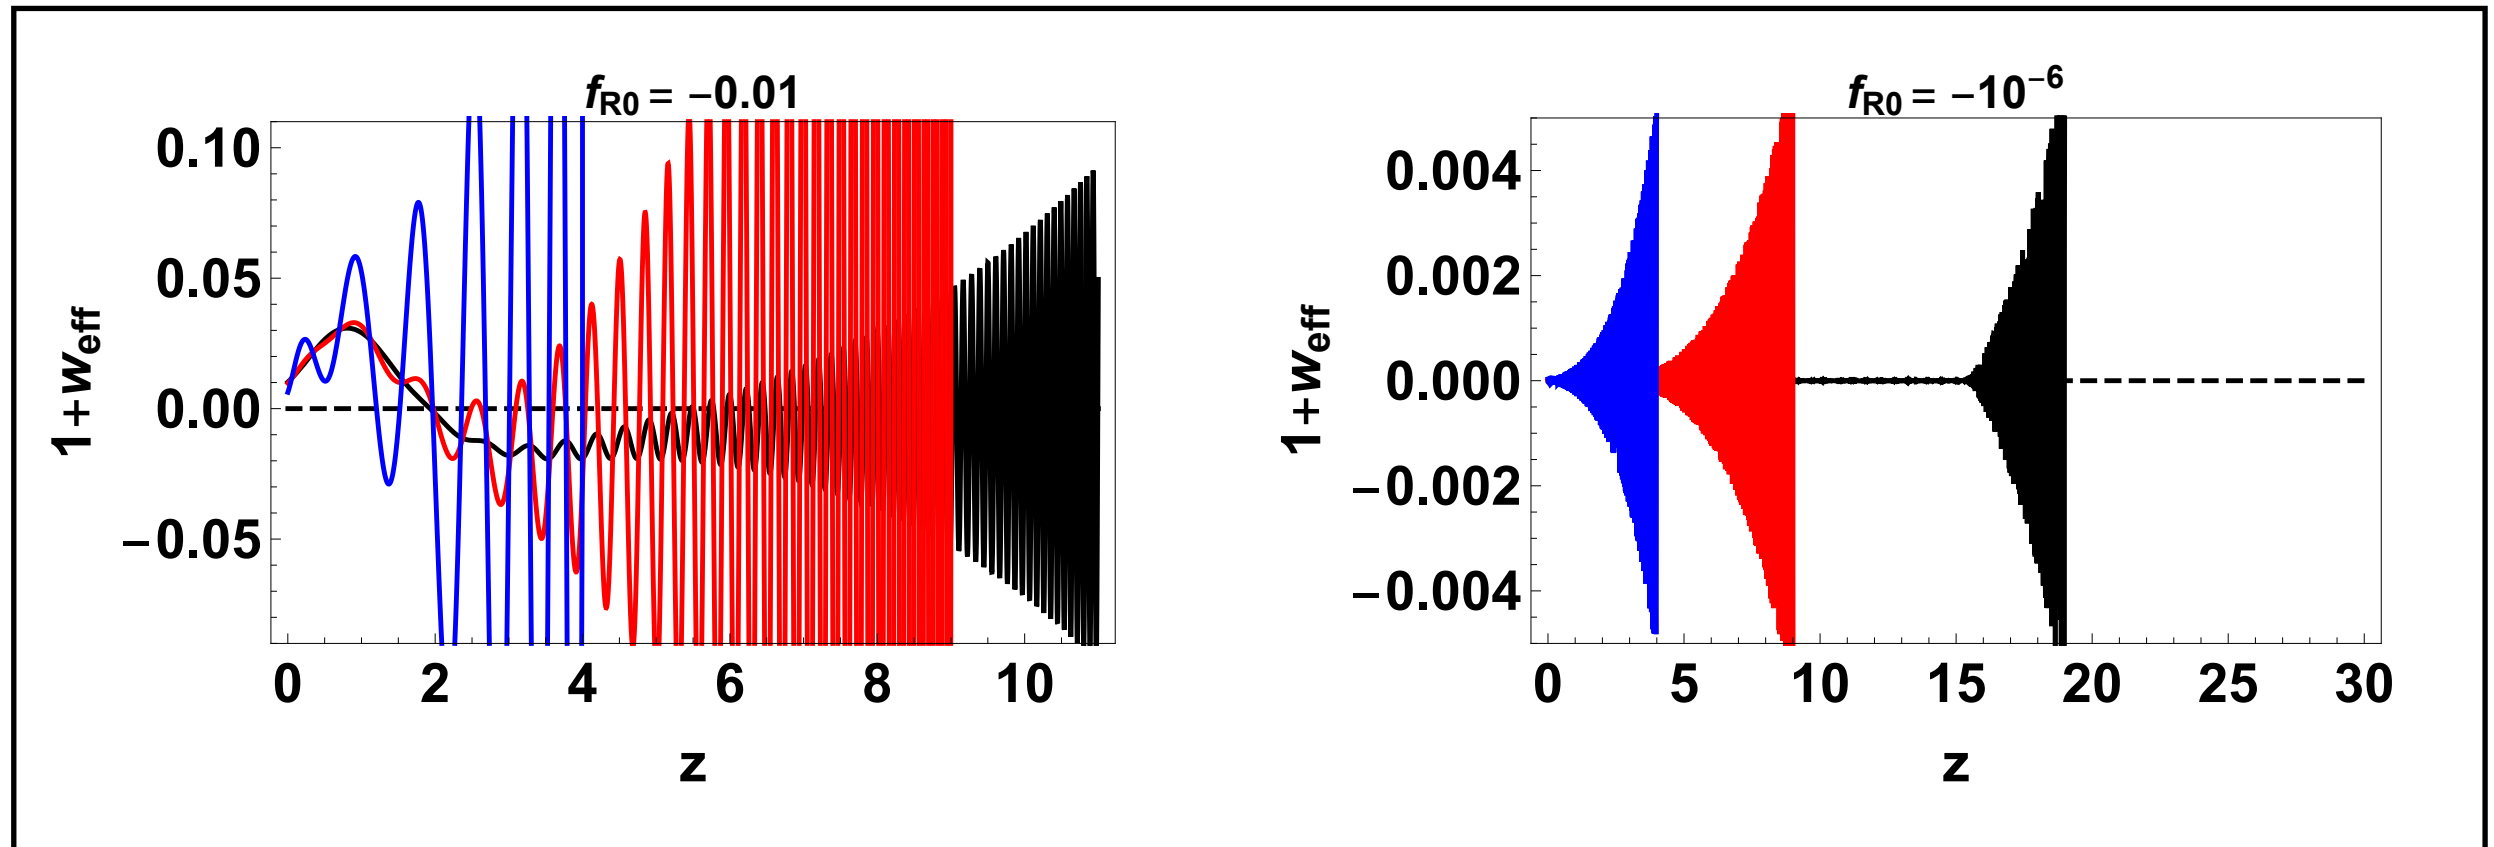 f_R0 = −0.01
1+w_eff
0.10
0.05
0.00
−0.05
0 2 4 6 8 10
z
f_R0 = −10^−6
1+w_eff
0.004
0.002
0.000
−0.002
−0.004
0 5 10 15 20 25 30
z